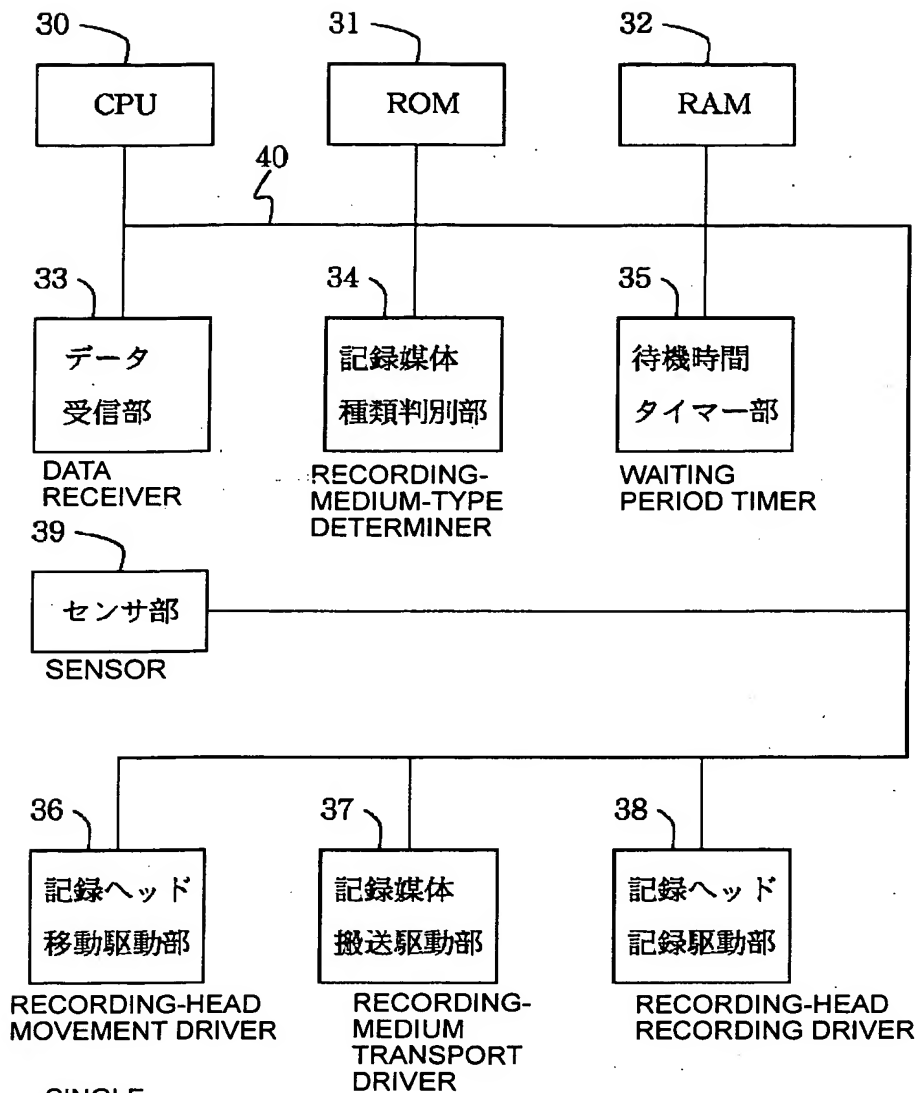 30
31
32
CPU
ROM
RAM
40
33
34
35
データ
受信部
記録媒体
種類判別部
待機時間
タイマー部
DATA
RECEIVER
RECORDING-
MEDIUM-TYPE
DETERMINER
WAITING
PERIOD TIMER
39
センサ部
SENSOR
36
37
38
記録ヘッド
移動駆動部
記録媒体
搬送駆動部
記録ヘッド
記録駆動部
RECORDING-HEAD
MOVEMENT DRIVER
RECORDING-
MEDIUM
TRANSPORT
DRIVER
RECORDING-HEAD
RECORDING DRIVER